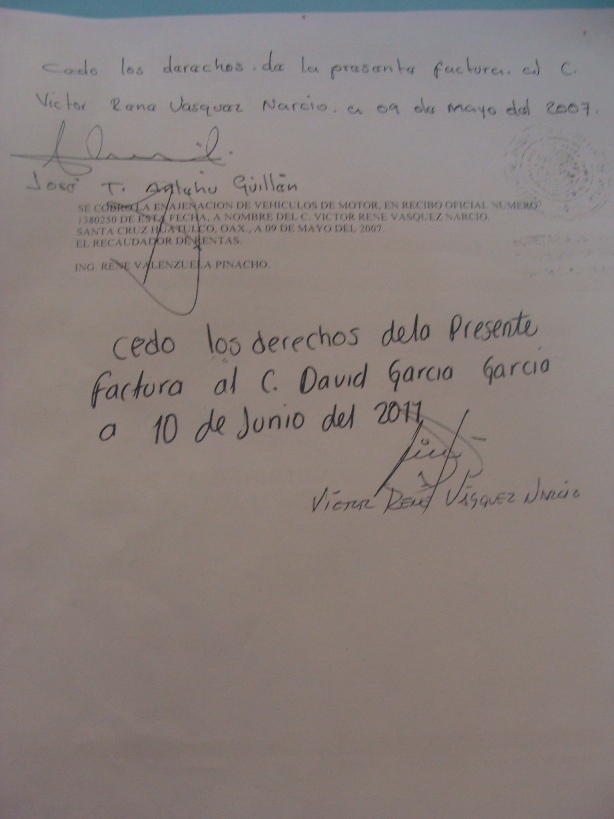 Cedo los derechos de la presente factura al C.
Victor Rene Vasquez Narcio. a 09 de Mayo del 2007.
José T. Guillén
SE COBRO LA ENAJENACION DE VEHICULOS DE MOTOR, EN RECIBO OFICIAL NUMERO
1380250 DE ESTA FECHA, A NOMBRE DEL C. VICTOR RENE VASQUEZ NARCIO.
SANTA CRUZ HUATULCO, OAX., A 09 DE MAYO DEL 2007.
EL RECAUDADOR DE RENTAS.
ING. RENE VALENZUELA PINACHO.
cedo los derechos dela Presente
factura al C. David Garcia Garcia
a 10 de Junio del 2011
VÍCTOR RENÉ VÁSQUEZ NARCIO